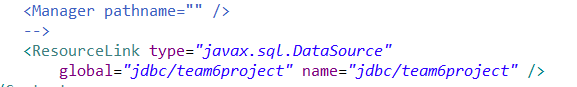 <Manager pathname="" />
-->
<ResourceLink type="javax.sql.DataSource"
global="jdbc/team6project" name="jdbc/team6project" />